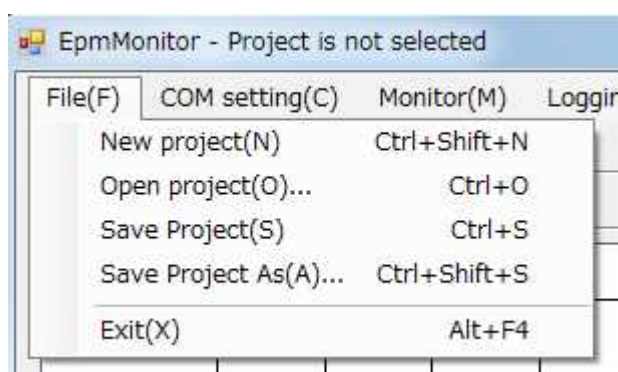 EpmMonitor - Project is not selected
File(F) COM setting(C) Monitor(M)
New project(N) Ctrl+Shift+N
Open project(O)... Ctrl+O
Save Project(S) Ctrl+S
Save Project As(A)... Ctrl+Shift+S
Exit(X) Alt+F4